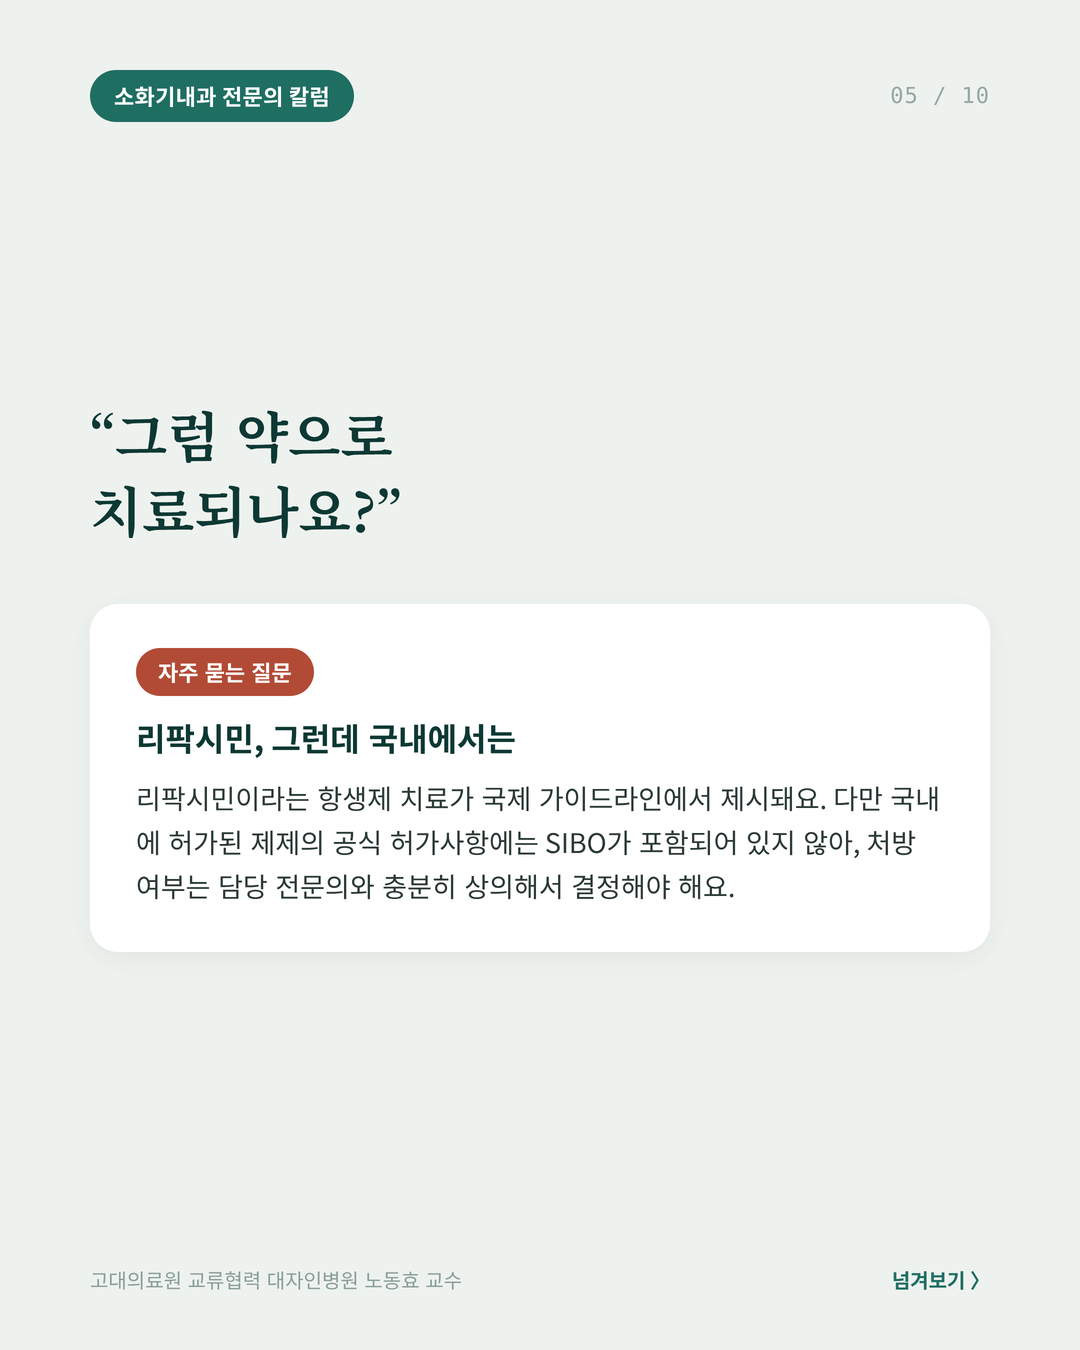 소화기내과 전문의 칼럼
05 / 10
“그럼 약으로
치료되나요?”
자주 묻는 질문
리팍시민, 그런데 국내에서는
리팍시민이라는 항생제 치료가 국제 가이드라인에서 제시돼요. 다만 국내
에 허가된 제제의 공식 허가사항에는 SIBO가 포함되어 있지 않아, 처방
여부는 담당 전문의와 충분히 상의해서 결정해야 해요.
고대의료원 교류협력 대자인병원 노동효 교수
넘겨보기 〉